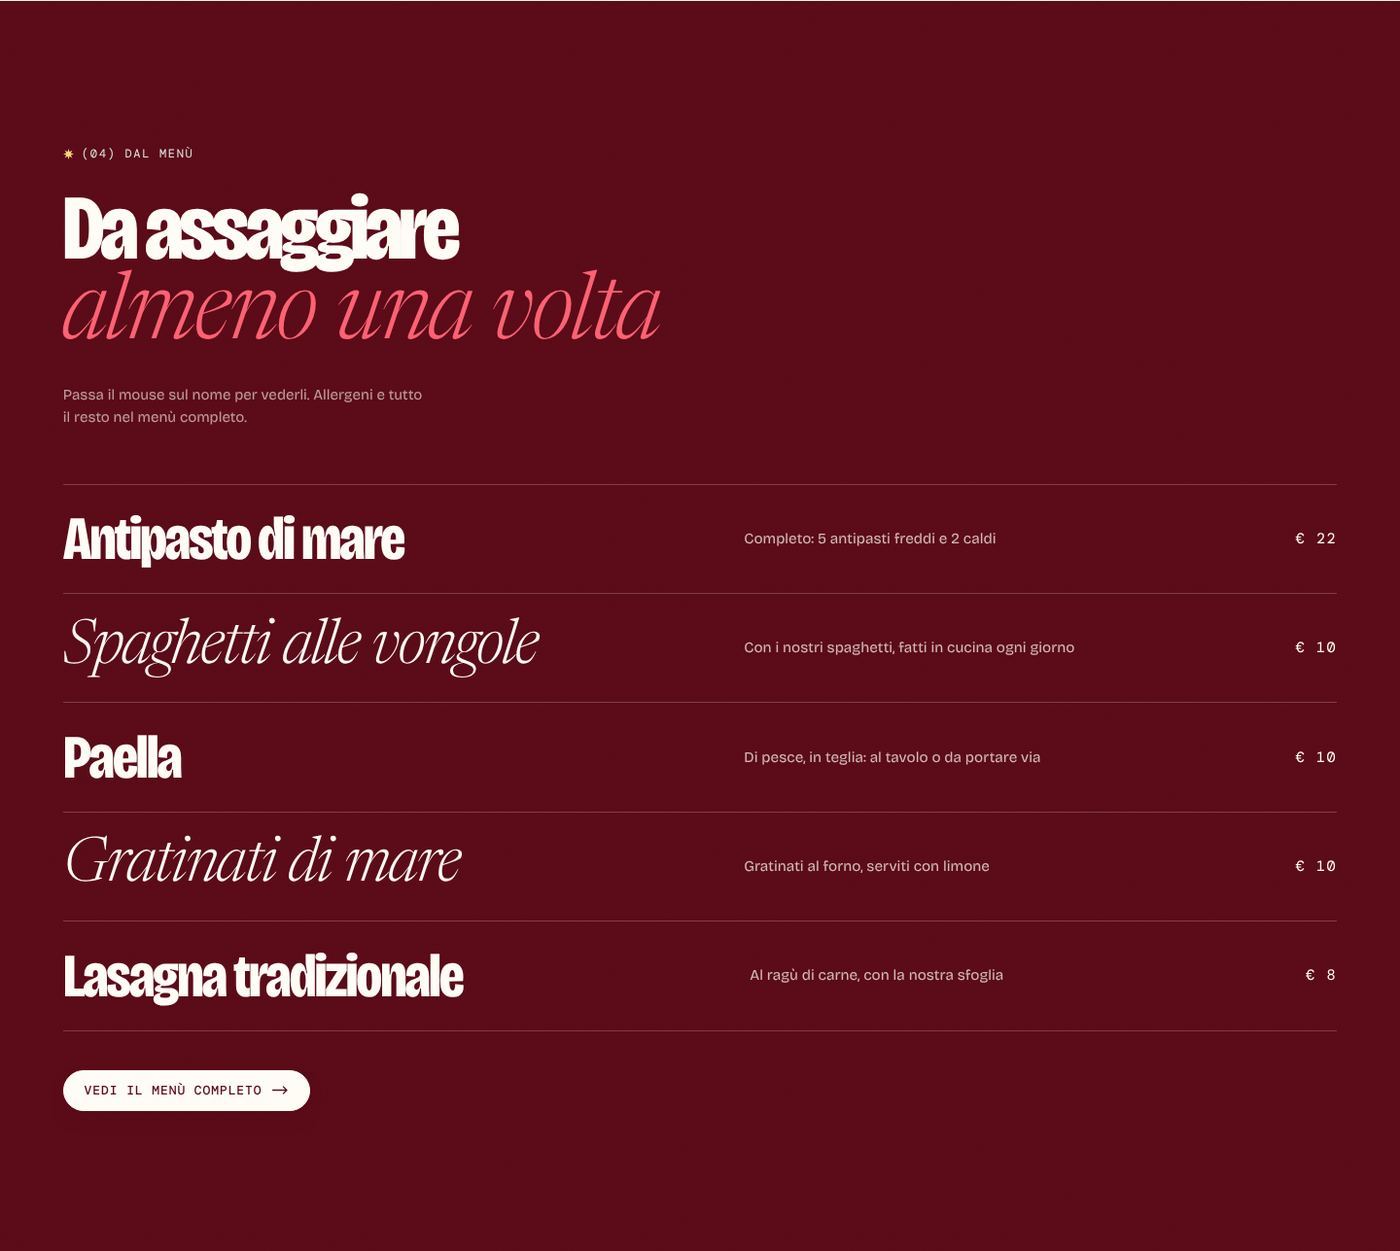 (04) DAL MENÙ
Da assaggiare
almeno una volta
Passa il mouse sul nome per vederli. Allergeni e tutto
il resto nel menù completo.
Antipasto di mare Completo: 5 antipasti freddi e 2 caldi € 22
Spaghetti alle vongole Con i nostri spaghetti, fatti in cucina ogni giorno € 10
Paella Di pesce, in teglia: al tavolo o da portare via € 10
Gratinati di mare Gratinati al forno, serviti con limone € 10
Lasagna tradizionale Al ragù di carne, con la nostra sfoglia € 8
VEDI IL MENÙ COMPLETO →